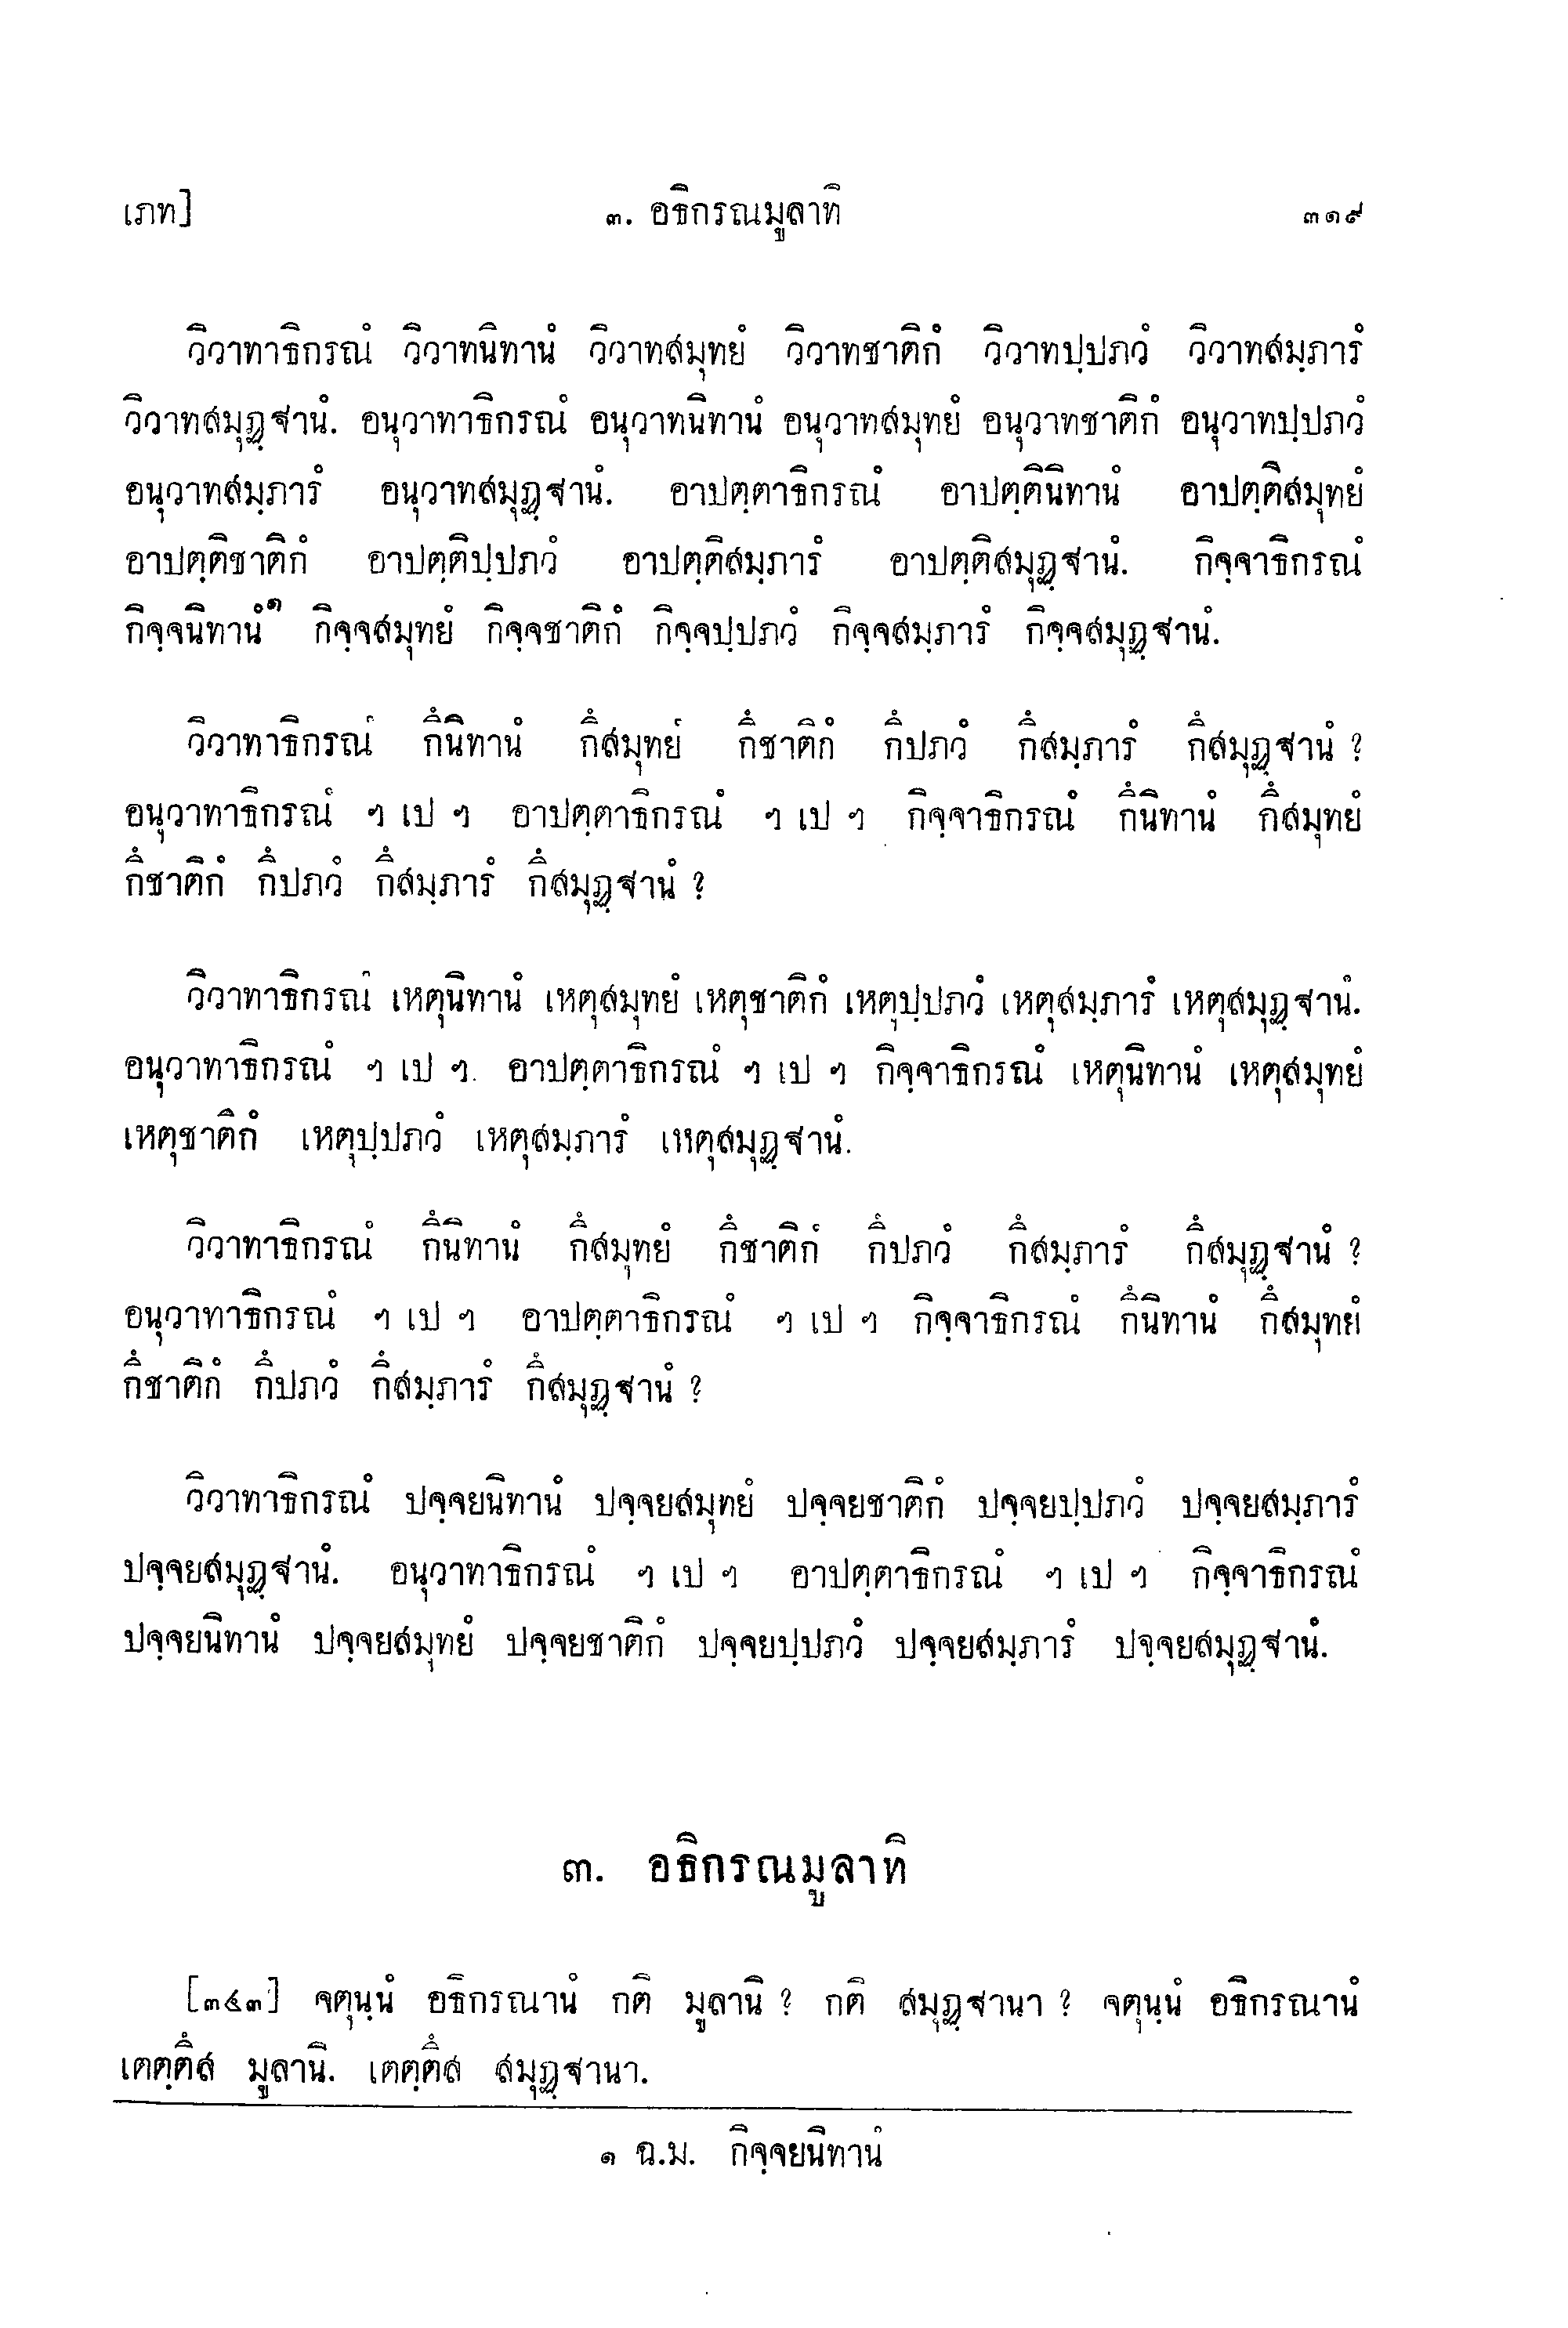 เภท] ๓. อธิกรณมูลาทิ ๓๑๙
วิวาทาธิกรณํ วิวาทนิทานํ วิวาทสมุทยํ วิวาทชาติกํ วิวาทปฺปภวํ วิวาทสมฺภารํ
วิวาทสมุฏฺฐานํ. อนุวาทาธิกรณํ อนุวาทนิทานํ อนุวาทสมุทยํ อนุวาทชาติกํ อนุวาทปฺปภวํ
อนุวาทสมฺภารํ อนุวาทสมุฏฺฐานํ. อาปตฺตาธิกรณํ อาปตฺตินิทานํ อาปตฺติสมุทยํ
อาปตฺติชาติกํ อาปตฺติปฺปภวํ อาปตฺติสมฺภารํ อาปตฺติสมุฏฺฐานํ. กิจฺจาธิกรณํ
กิจฺจนิทานํ๑ กิจฺจสมุทยํ กิจฺจชาติกํ กิจฺจปฺปภวํ กิจฺจสมฺภารํ กิจฺจสมุฏฺฐานํ.
วิวาทาธิกรณํ กึนิทานํ กึสมุทยํ กึชาติกํ กึปภวํ กึสมฺภารํ กึสมุฏฺฐานํ ?
อนุวาทาธิกรณํ ฯ เป ฯ อาปตฺตาธิกรณํ ฯ เป ฯ กิจฺจาธิกรณํ กึนิทานํ กึสมุทยํ
กึชาติกํ กึปภวํ กึสมฺภารํ กึสมุฏฺฐานํ ?
วิวาทาธิกรณํ เหตุนิทานํ เหตุสมุทยํ เหตุชาติกํ เหตุปฺปภวํ เหตุสมฺภารํ เหตุสมุฏฺฐานํ.
อนุวาทาธิกรณํ ฯ เป ฯ อาปตฺตาธิกรณํ ฯ เป ฯ กิจฺจาธิกรณํ เหตุนิทานํ เหตุสมุทยํ
เหตุชาติกํ เหตุปฺปภวํ เหตุสมฺภารํ เหตุสมุฏฺฐานํ.
วิวาทาธิกรณํ กึนิทานํ กึสมุทยํ กึชาติกํ กึปภวํ กึสมฺภารํ กึสมุฏฺฐานํ ?
อนุวาทาธิกรณํ ฯ เป ฯ อาปตฺตาธิกรณํ ฯ เป ฯ กิจฺจาธิกรณํ กึนิทานํ กึสมุทยํ
กึชาติกํ กึปภวํ กึสมฺภารํ กึสมุฏฺฐานํ ?
วิวาทาธิกรณํ ปจฺจยนิทานํ ปจฺจยสมุทยํ ปจฺจยชาติกํ ปจฺจยปฺปภวํ ปจฺจยสมฺภารํ
ปจฺจยสมุฏฺฐานํ. อนุวาทาธิกรณํ ฯ เป ฯ อาปตฺตาธิกรณํ ฯ เป ฯ กิจฺจาธิกรณํ
ปจฺจยนิทานํ ปจฺจยสมุทยํ ปจฺจยชาติกํ ปจฺจยปฺปภวํ ปจฺจยสมฺภารํ ปจฺจยสมุฏฺฐานํ.
๓. อธิกรณมูลาทิ
[๓๔๓] จตุนฺนํ อธิกรณานํ กติ มูลานิ ? กติ สมุฏฺฐานา ? จตุนฺนํ อธิกรณานํ
เตตฺตึส มูลานิ. เตตฺตึส สมุฏฺฐานา.
๑ ฉ.ม. กิจฺจยนิทานํ